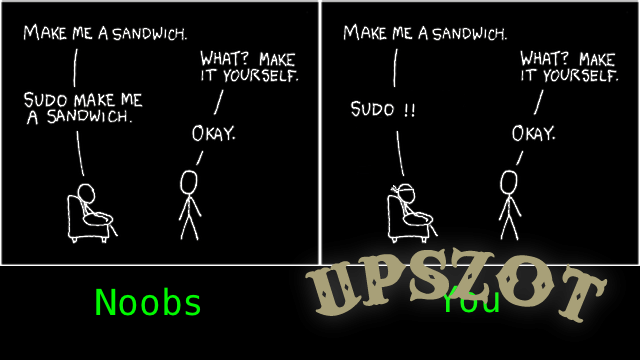 MAKE ME A SANDWICH.
WHAT? MAKE
IT YOURSELF.
SUDO MAKE ME
A SANDWICH.
OKAY.
MAKE ME A SANDWICH.
WHAT? MAKE
IT YOURSELF.
SUDO !!
OKAY.
Noobs
You
UPSZOT